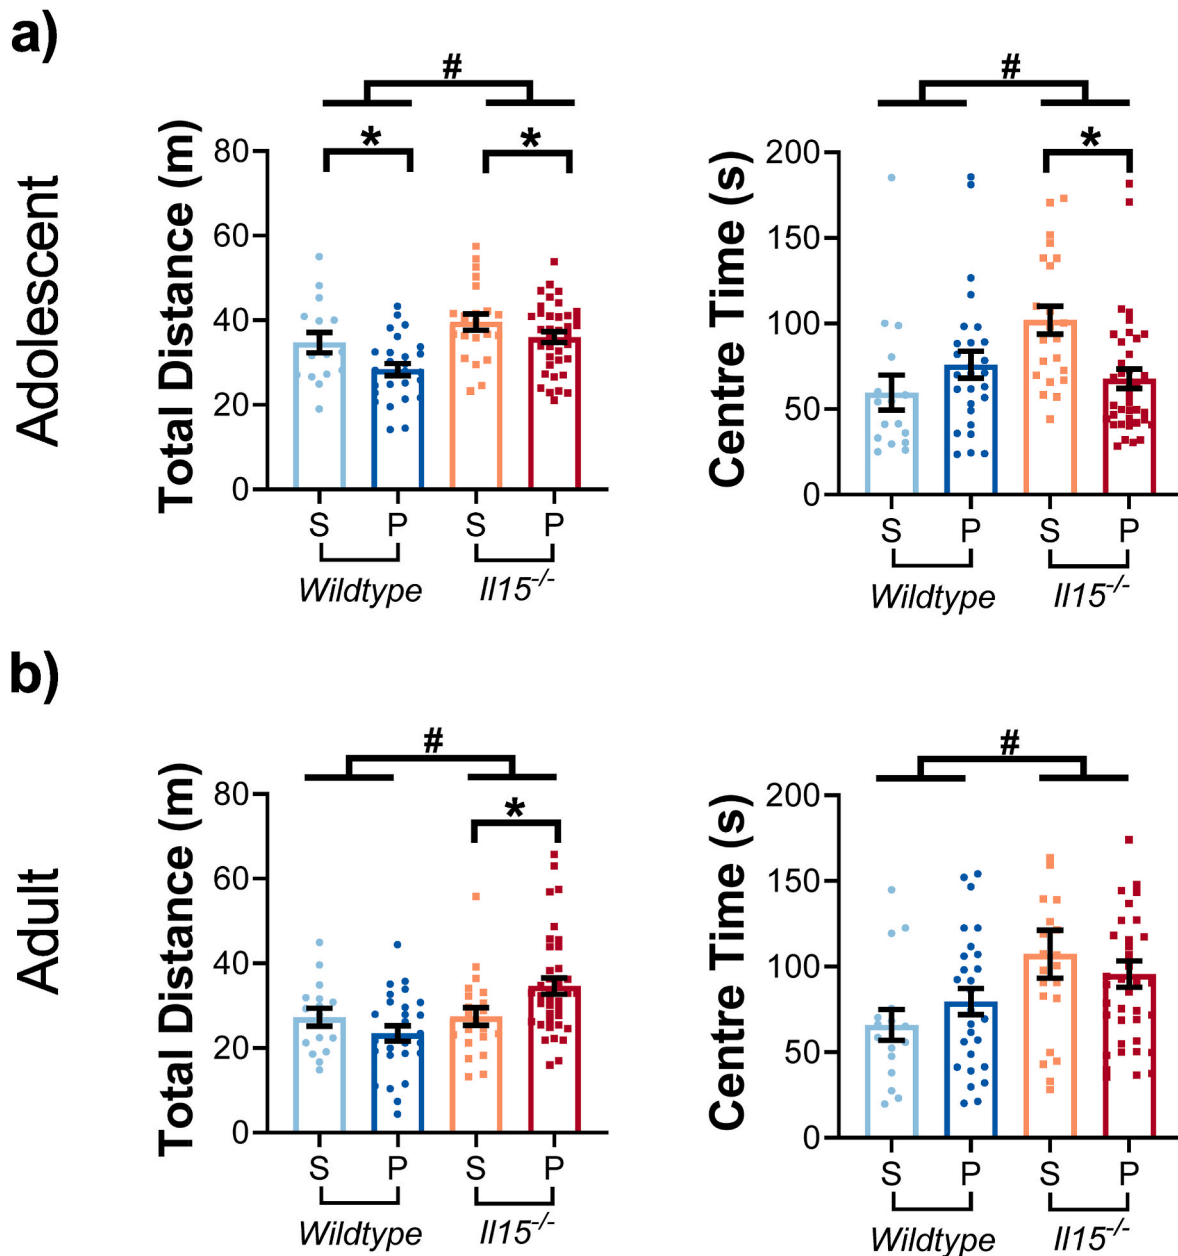 a)
Adolescent
#
*
*
Total Distance (m)
80
60
40
20
0
S P S P
Wildtype Il15-/-
#
*
Centre Time (s)
200
150
100
50
0
S P S P
Wildtype Il15-/-
b)
Adult
#
*
Total Distance (m)
80
60
40
20
0
S P S P
Wildtype Il15-/-
#
Centre Time (s)
200
150
100
50
0
S P S P
Wildtype Il15-/-